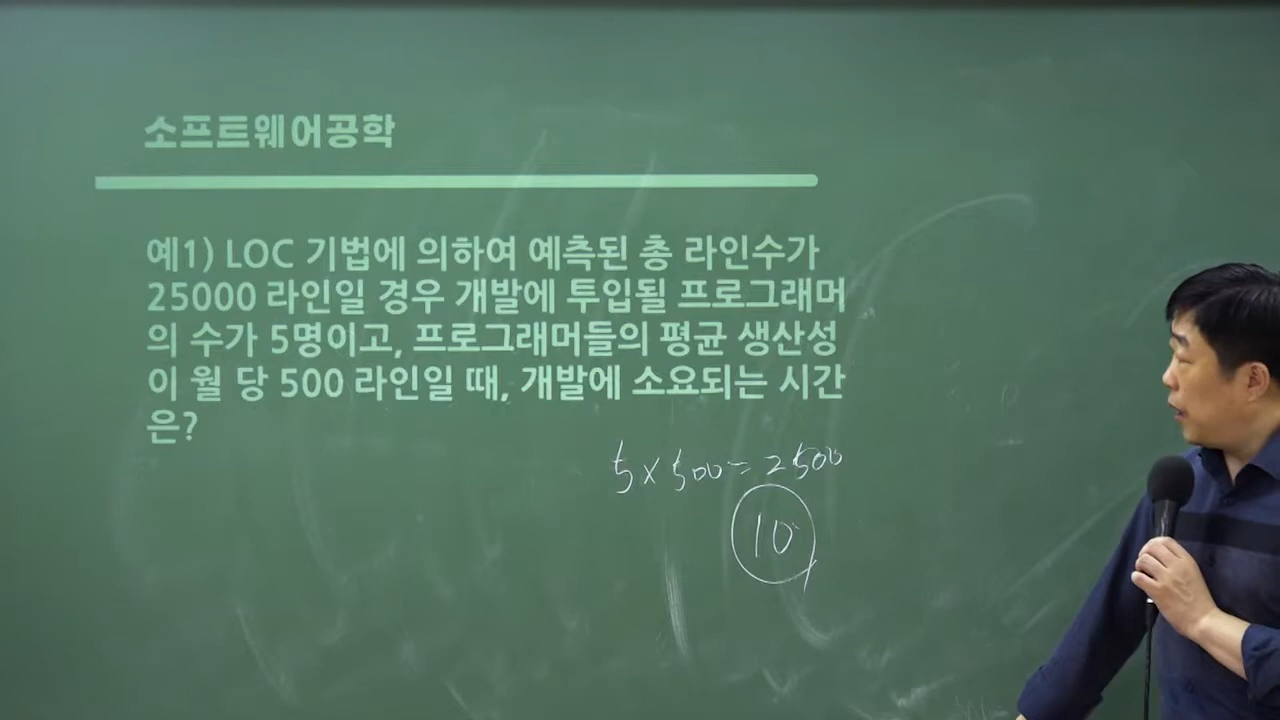 소프트웨어공학
예1) LOC 기법에 의하여 예측된 총 라인수가
25000 라인일 경우 개발에 투입될 프로그래머
의 수가 5명이고, 프로그래머들의 평균 생산성
이 월 당 500 라인일 때, 개발에 소요되는 시간
은?
5 x 500 = 2500
10